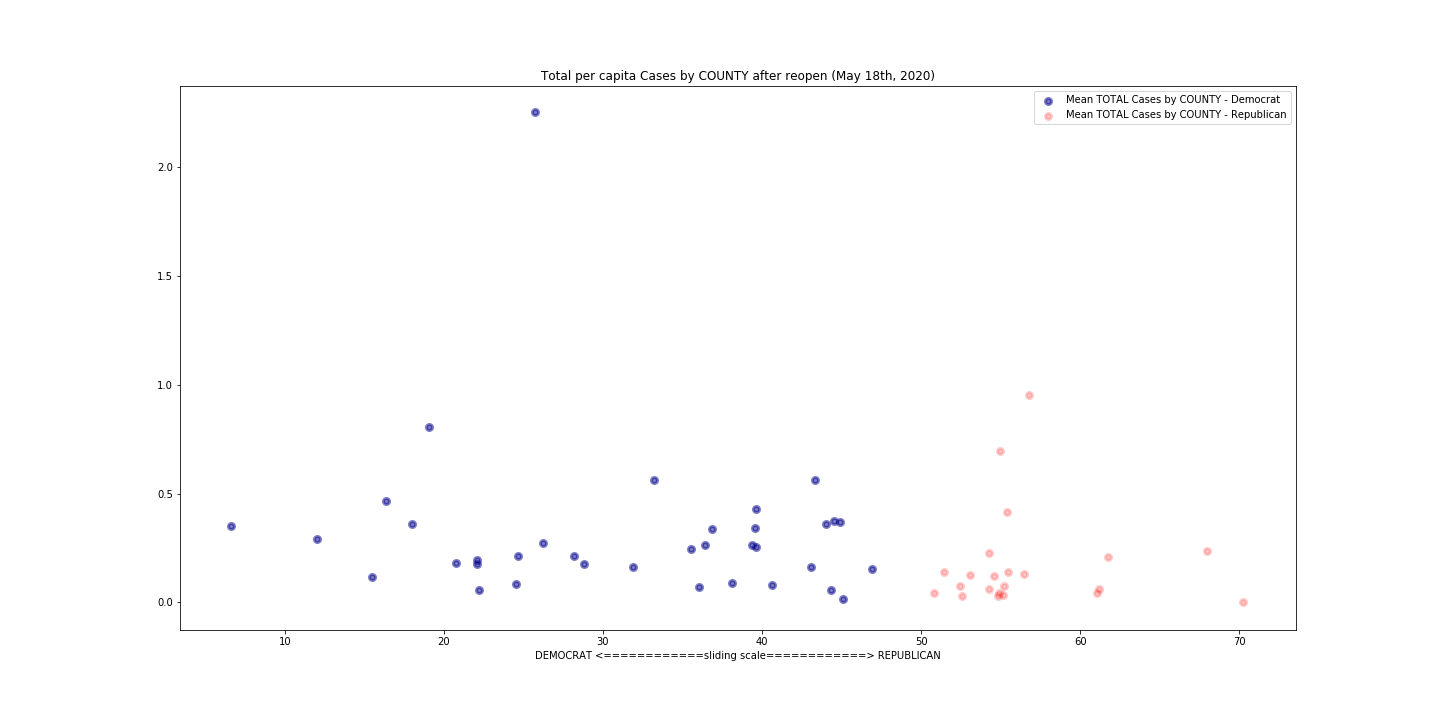 Total per capita Cases by COUNTY after reopen (May 18th, 2020)
Mean TOTAL Cases by COUNTY - Democrat
Mean TOTAL Cases by COUNTY - Republican
2.0
1.5
1.0
0.5
0.0
10 20 30 40 50 60 70
DEMOCRAT <============sliding scale============> REPUBLICAN